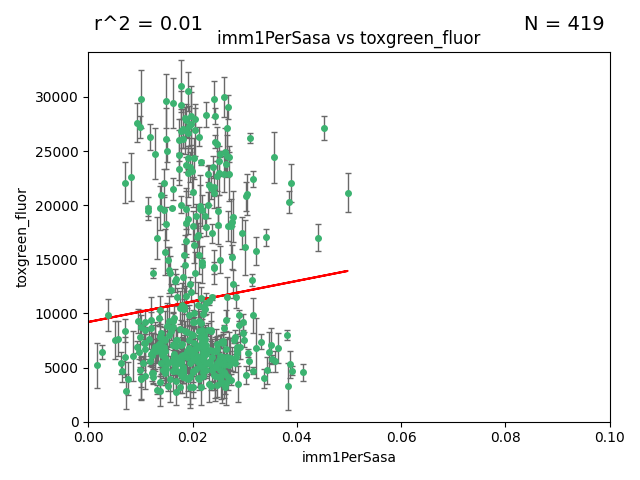 r^2 = 0.01
N = 419
imm1PerSasa vs toxgreen_fluor
toxgreen_fluor
30000
25000
20000
15000
10000
5000
0
0.00 0.02 0.04 0.06 0.08 0.10
imm1PerSasa